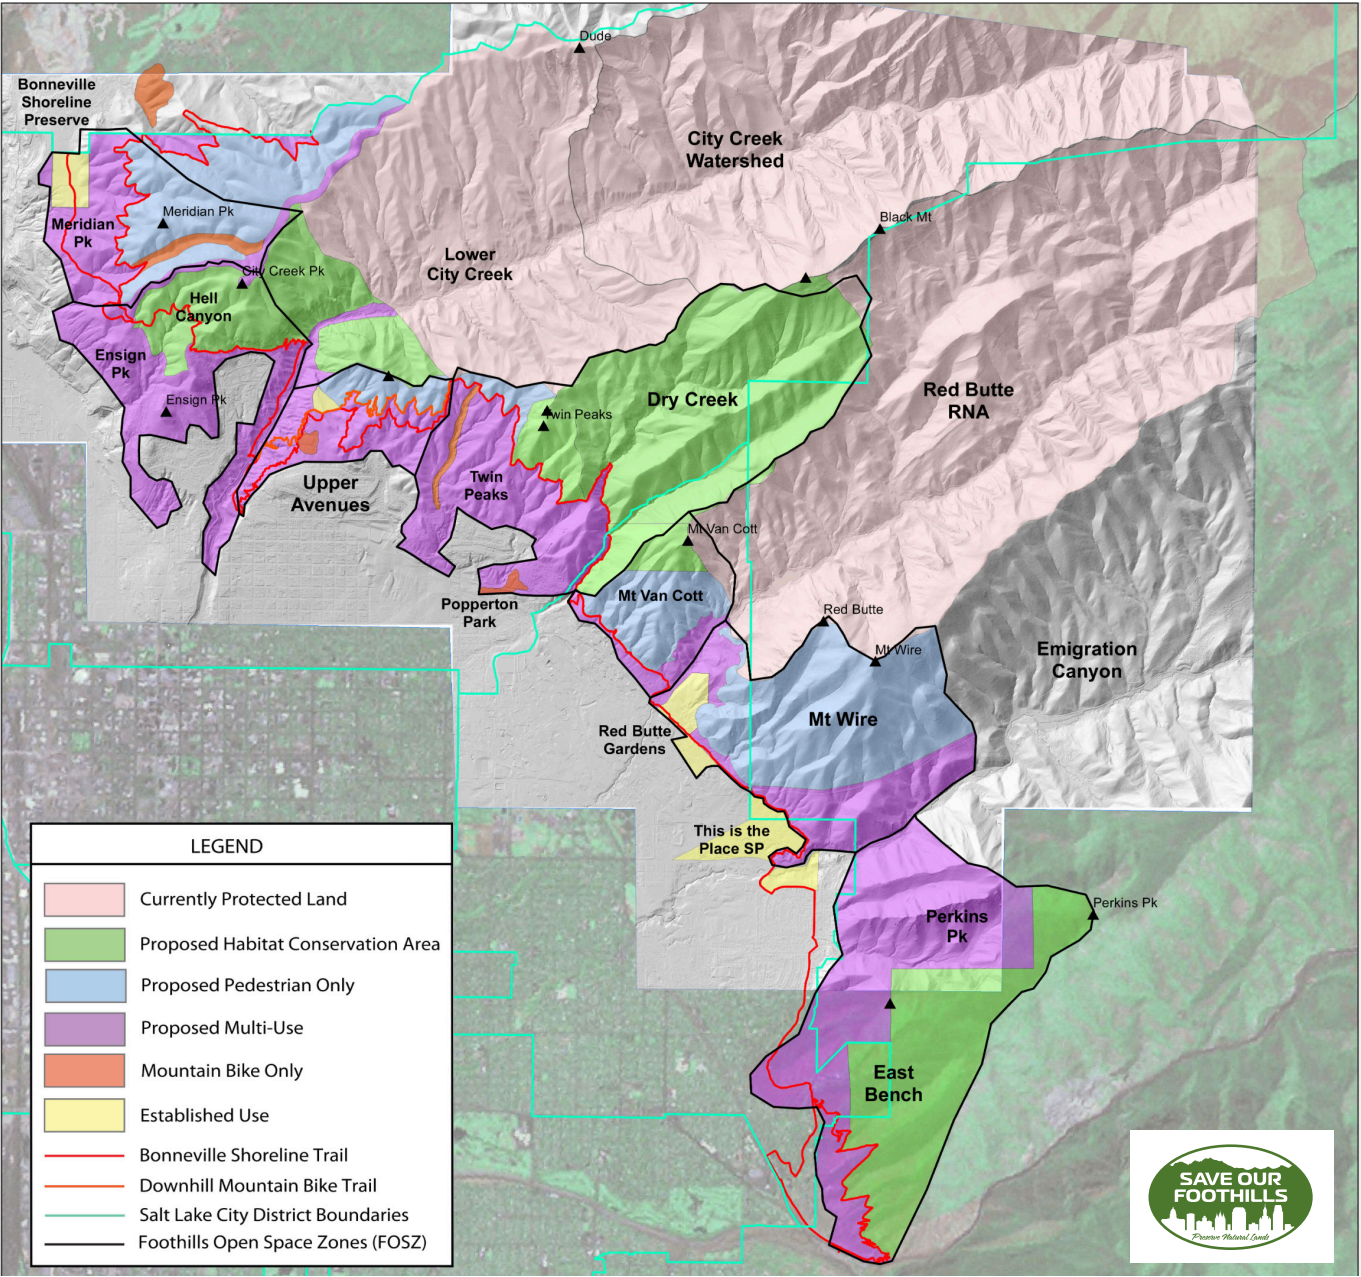 Dude
Bonneville
Shoreline
Preserve
City Creek
Watershed
Meridian Pk
Meridian
Pk
Black Mt
Lower
City Creek
City Creek Pk
Hell
Canyon
Ensign
Pk
Ensign Pk
Dry Creek
Red Butte
RNA
Twin Peaks
Upper
Avenues
Twin
Peaks
Mt Van Cott
Mt Van Cott
Popperton
Park
Red Butte
Mt Wire
Emigration
Canyon
Mt Wire
Red Butte
Gardens
This is the
Place SP
Perkins Pk
Perkins
Pk
East
Bench
LEGEND
Currently Protected Land
Proposed Habitat Conservation Area
Proposed Pedestrian Only
Proposed Multi-Use
Mountain Bike Only
Established Use
Bonneville Shoreline Trail
Downhill Mountain Bike Trail
Salt Lake City District Boundaries
Foothills Open Space Zones (FOSZ)
SAVE OUR
FOOTHILLS
Preserve Natural Lands